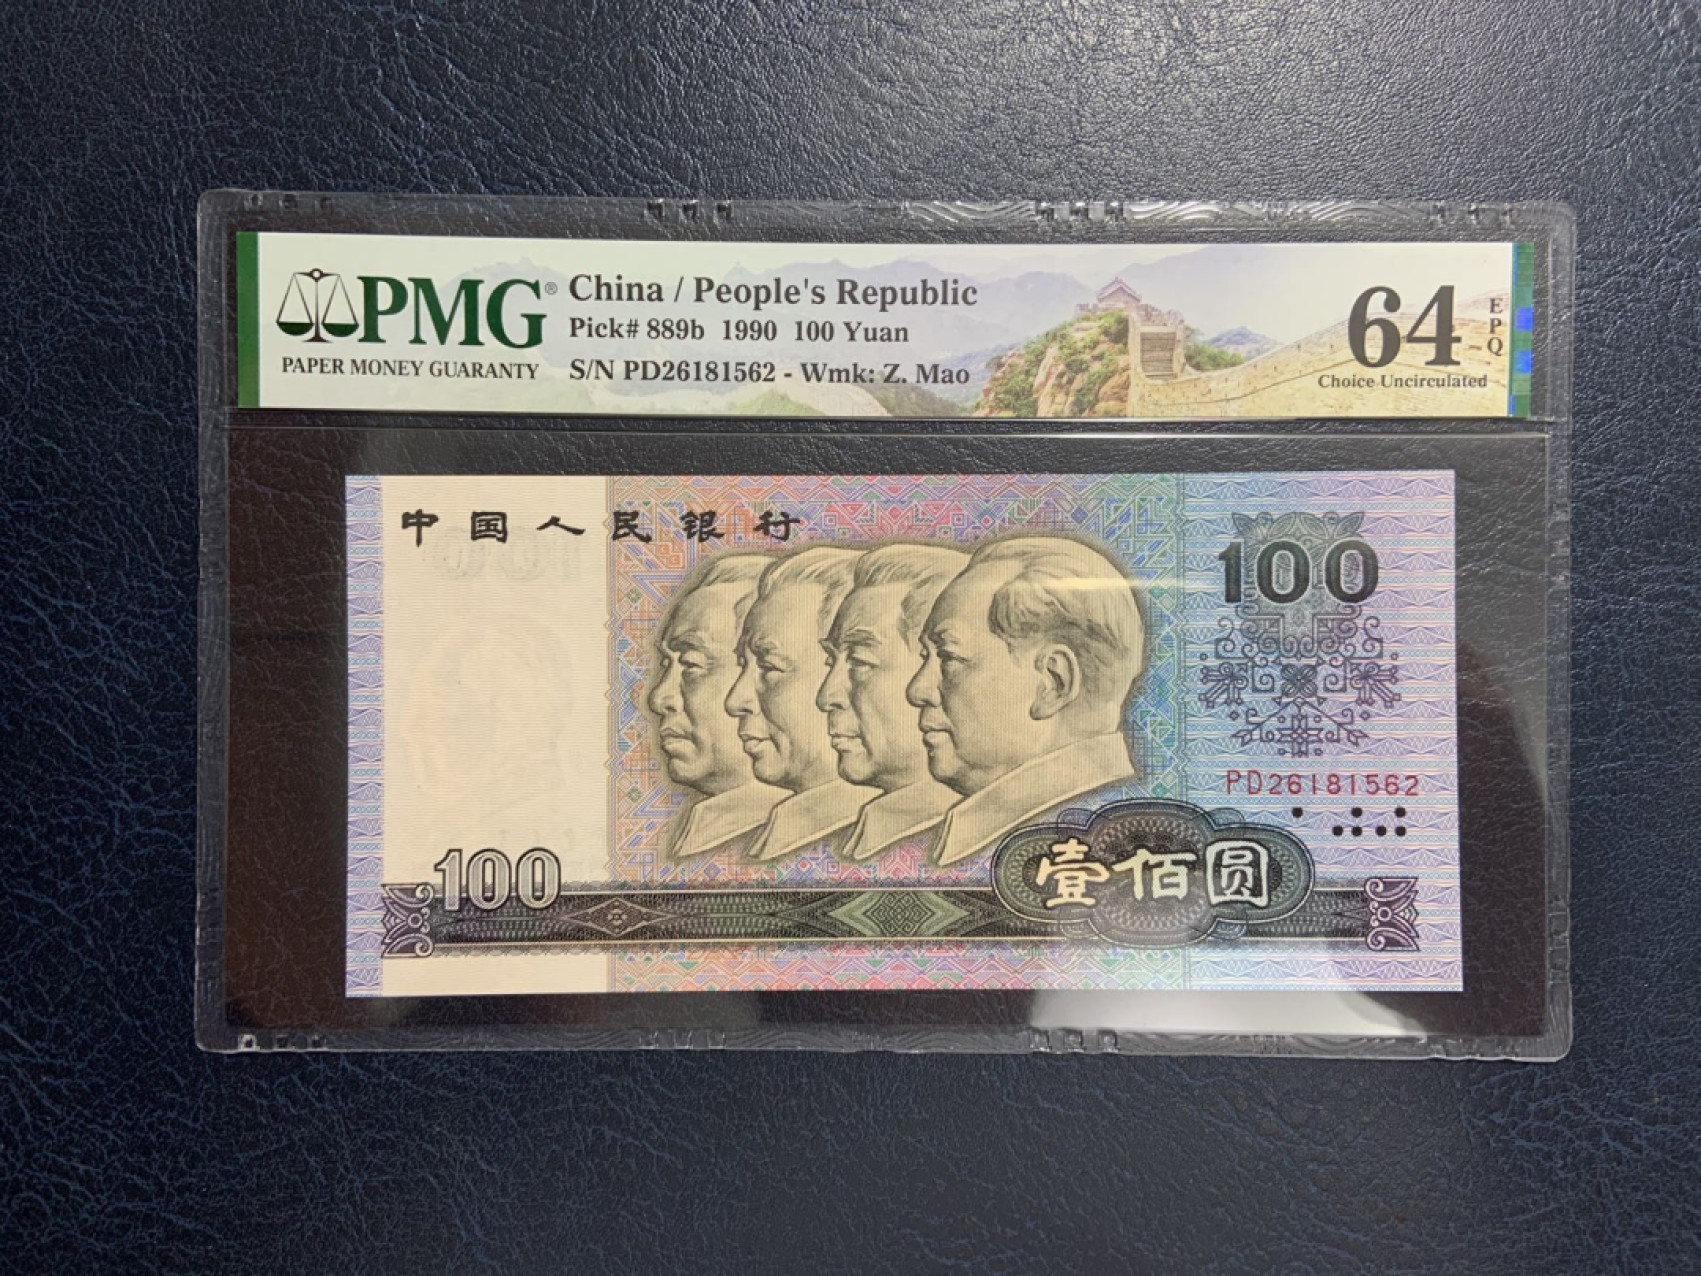 PMG®
PAPER MONEY GUARANTY
China / People's Republic
Pick# 889b 1990 100 Yuan
S/N PD26181562 - Wmk: Z. Mao
64
EPQ
Choice Uncirculated
中国人民银行
100
PD26181562
100
壹佰圆